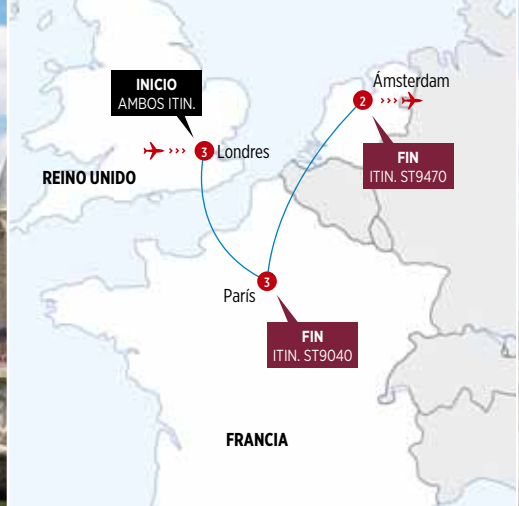 INICIO
AMBOS ITIN.
Ámsterdam
2
FIN
ITIN. ST9470
3 Londres
REINO UNIDO
3
París
FIN
ITIN. ST9040
FRANCIA